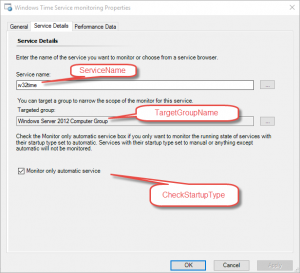 Windows Time Service monitoring Properties
General
Service Details
Performance Data
Service Details
Enter the name of the service you want to monitor or choose from a service browser.
ServiceName
Service name:
w32time
...
You can target a group to narrow the scope of the monitor for this service.
Targeted group:
TargetGroupName
Windows Server 2012 Computer Group
...
Check the Monitor only automatic service box if you only want to monitor the running state of services with
their startup type set to automatic. Services with their startup type set to manual or anything except
automatic will not be monitored.
Monitor only automatic service
CheckStartupType
OK
Cancel